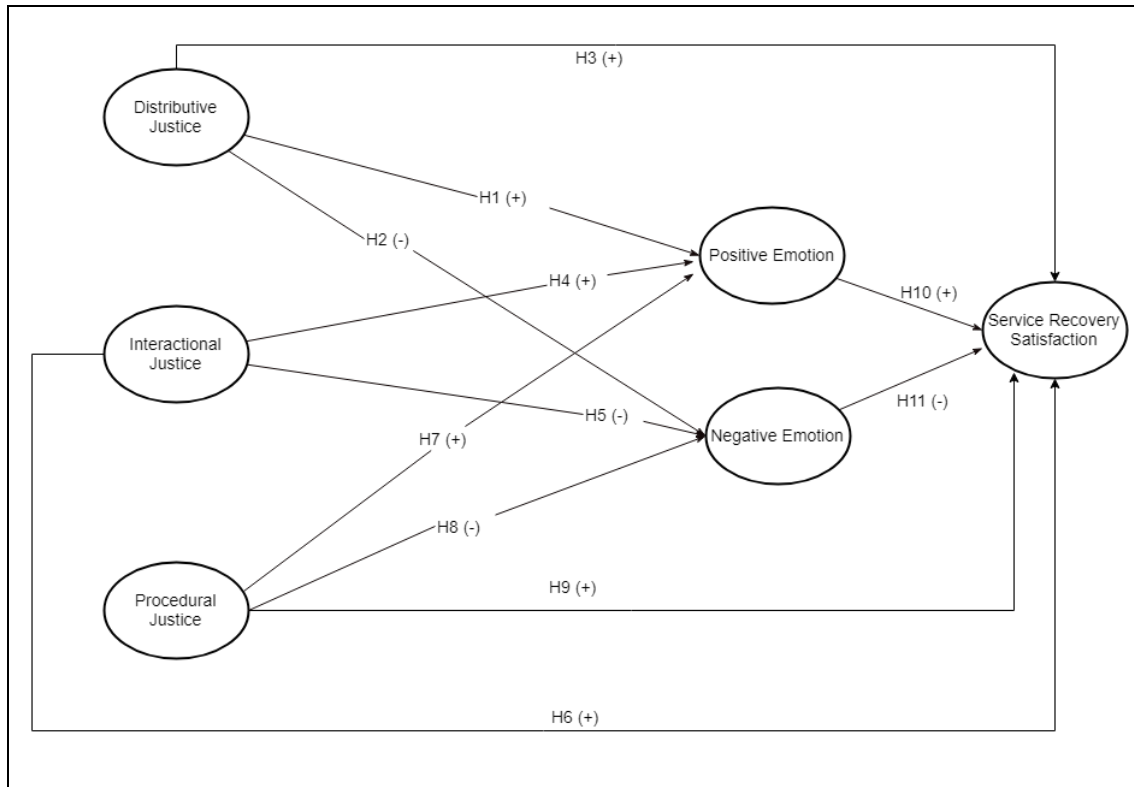 H3 (+)
Distributive
Justice
H1 (+)
H2 (-)
Positive Emotion
H4 (+)
H10 (+)
Service Recovery
Satisfaction
Interactional
Justice
H5 (-)
H11 (-)
H7 (+)
Negative Emotion
H8 (-)
H9 (+)
Procedural
Justice
H6 (+)